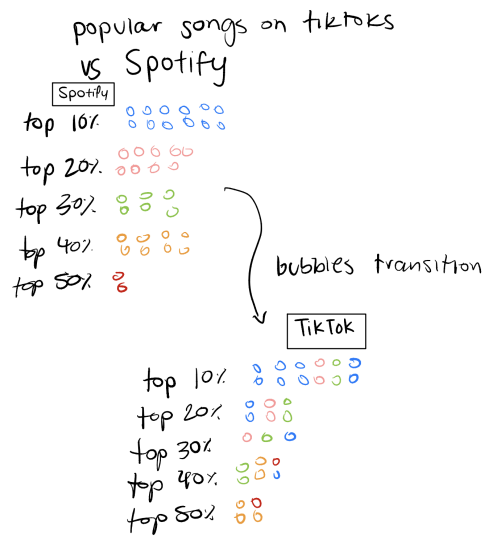 popular songs on tiktoks
vs Spotify
Spotify
top 10%
top 20%
top 30%
top 40%
top 50%
bubbles transition
TikTok
top 10%
top 20%
top 30%
top 40%
top 50%